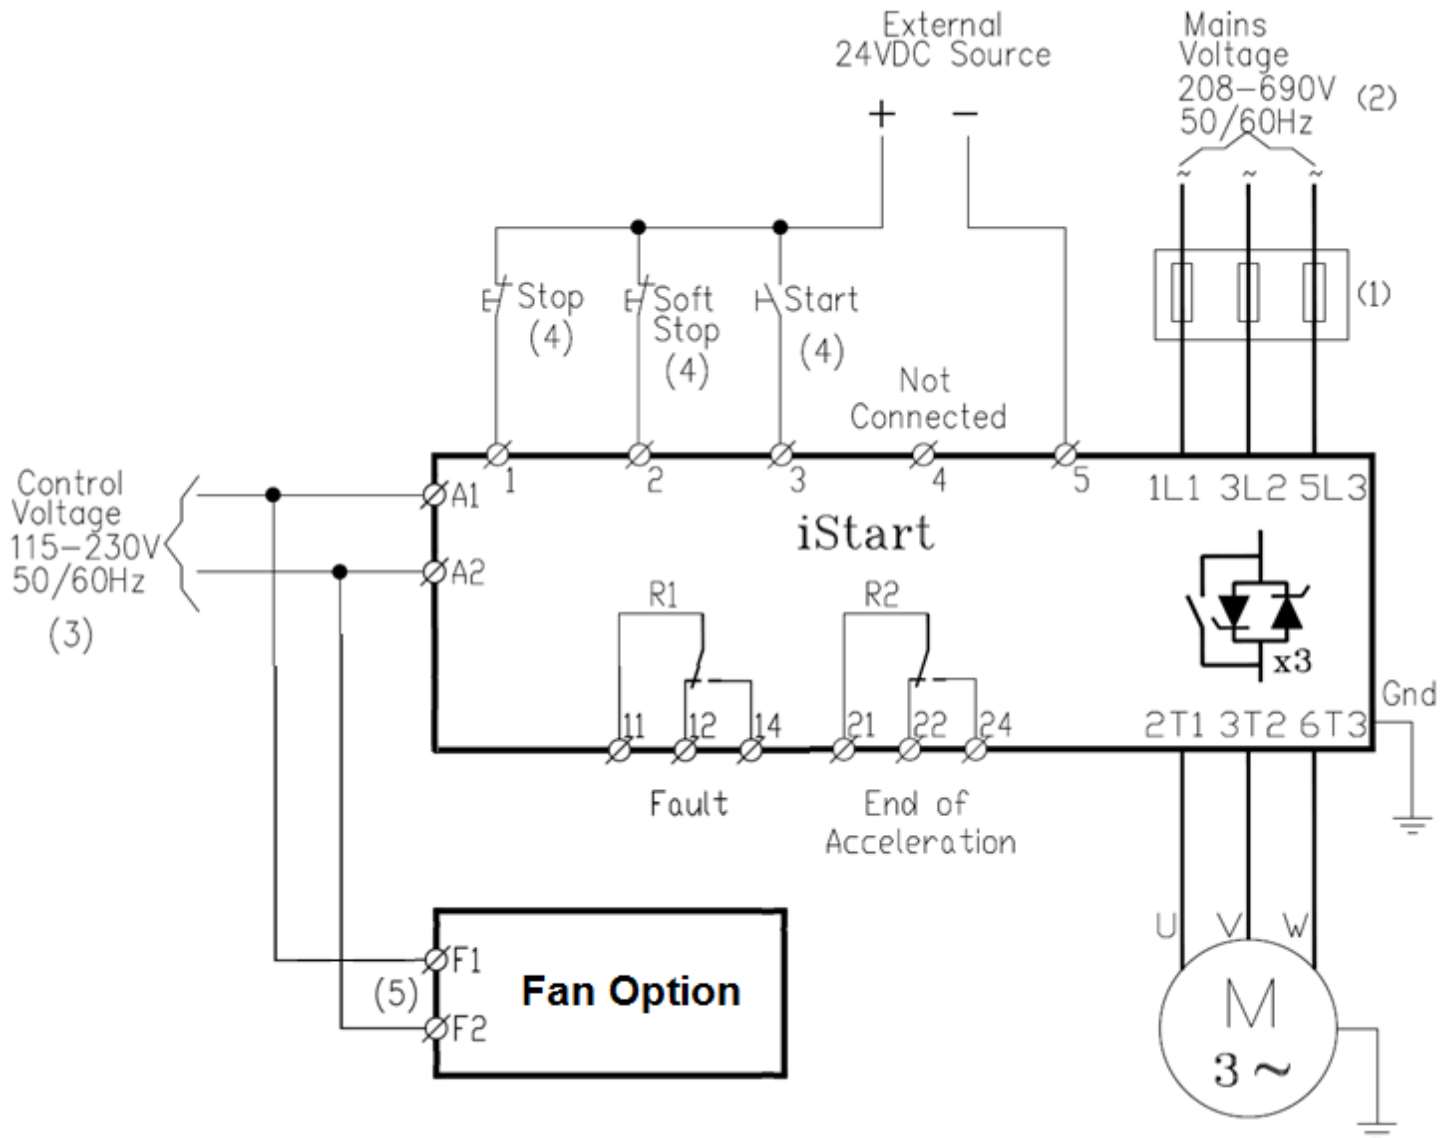 External
24VDC Source
+ −
Mains
Voltage
208-690V
50/60Hz
(2)
~ ~ ~
(1)
Stop
(4)
Soft
Stop
(4)
Start
(4)
Not
Connected
1 2 3 4 5
1L1 3L2 5L3
Control
Voltage
115-230V
50/60Hz
(3)
A1
A2
iStart
R1
R2
x3
11 12 14
21 22 24
2T1 3T2 6T3
Gnd
Fault
End of
Acceleration
U V W
M
3 ~
F1
(5)
F2
Fan Option